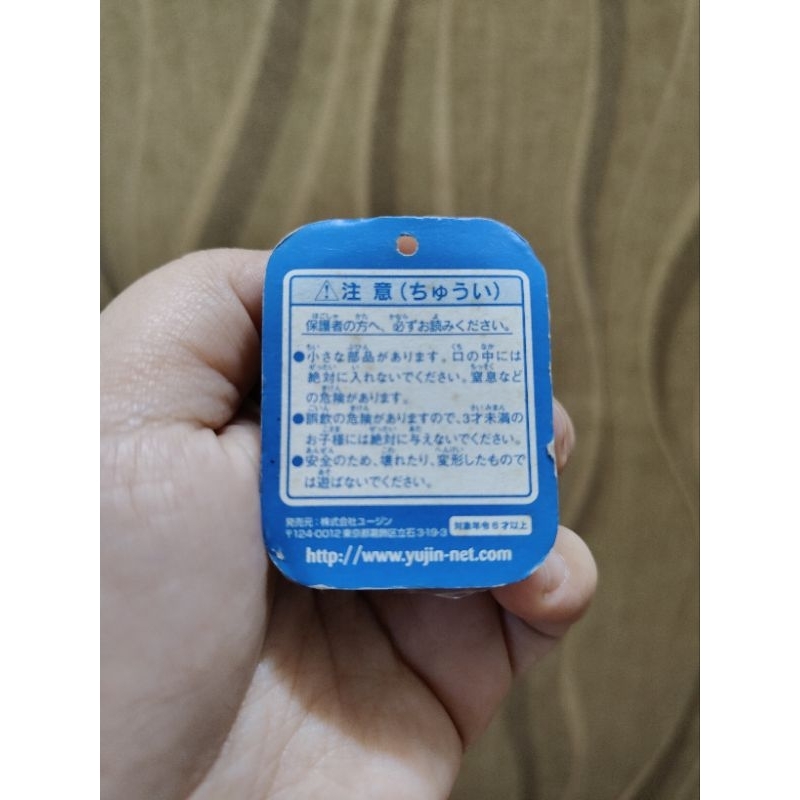 ⚠注意(ちゅうい)
保護者の方へ、必ずお読みください。
●小さな部品があります。口の中には
絶対に入れないでください。窒息など
の危険があります。
●誤飲の危険がありますので、3才未満の
お子様には絶対に与えないでください。
●安全のため、壊れたり、変形したもので
は遊ばないでください。
発売元:株式会社ユージン
〒124-0012 東京都葛飾区立石3-19-3
対象年令6才以上
http://www.yujin-net.com